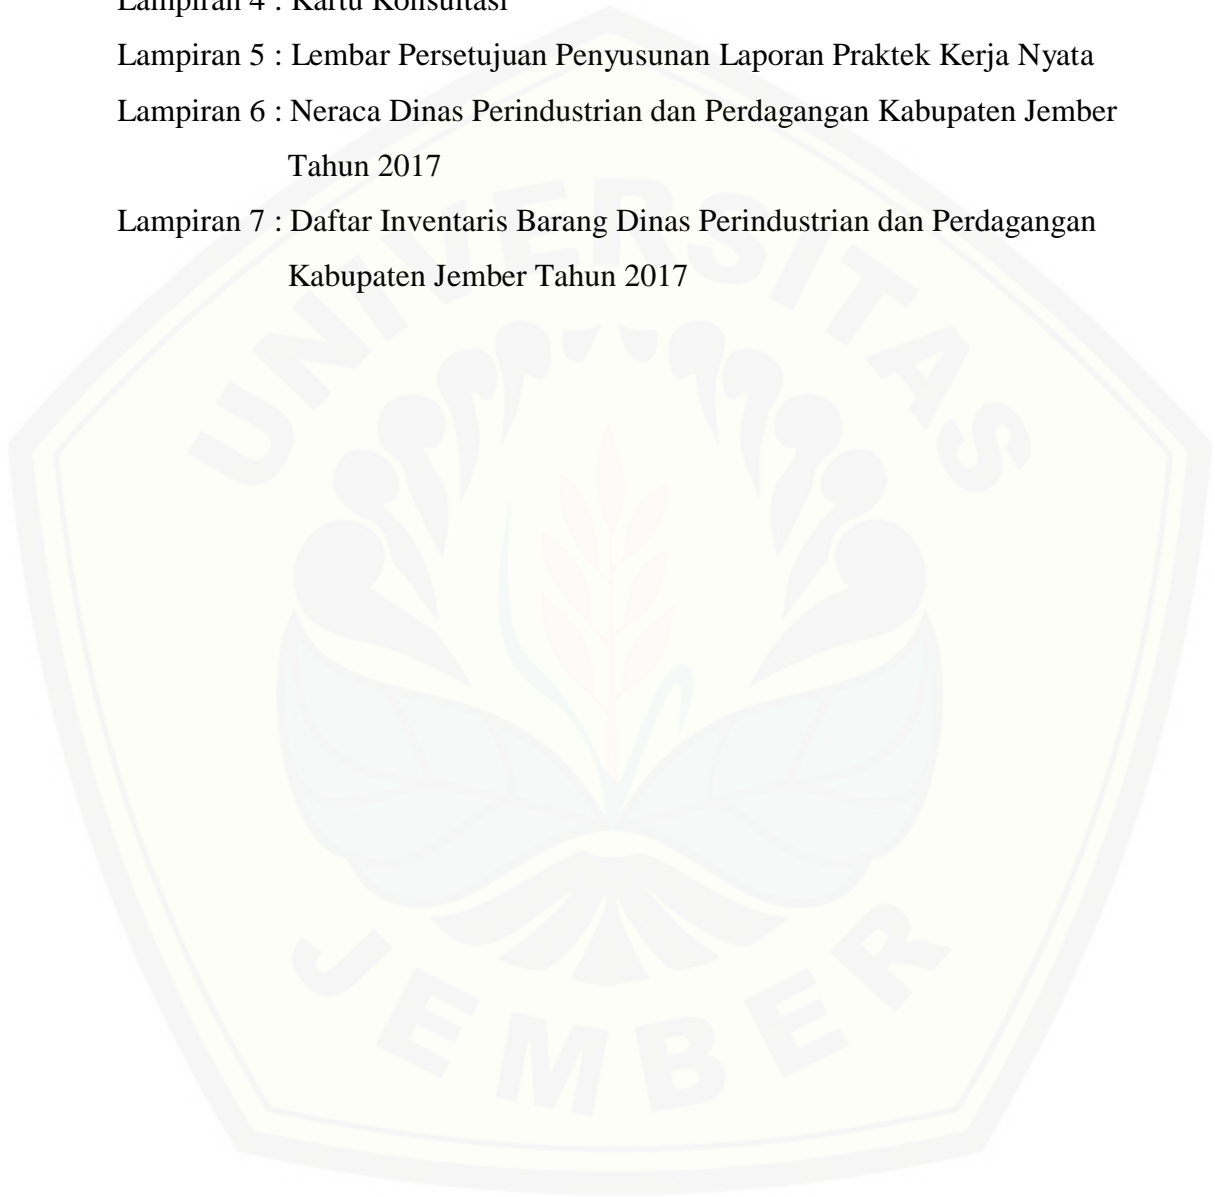 Lampiran 4 : Kartu Konsultasi
Lampiran 5 : Lembar Persetujuan Penyusunan Laporan Praktek Kerja Nyata
Lampiran 6 : Neraca Dinas Perindustrian dan Perdagangan Kabupaten Jember
Tahun 2017
Lampiran 7 : Daftar Inventaris Barang Dinas Perindustrian dan Perdagangan
Kabupaten Jember Tahun 2017
UNIVERSITAS
JEMBER